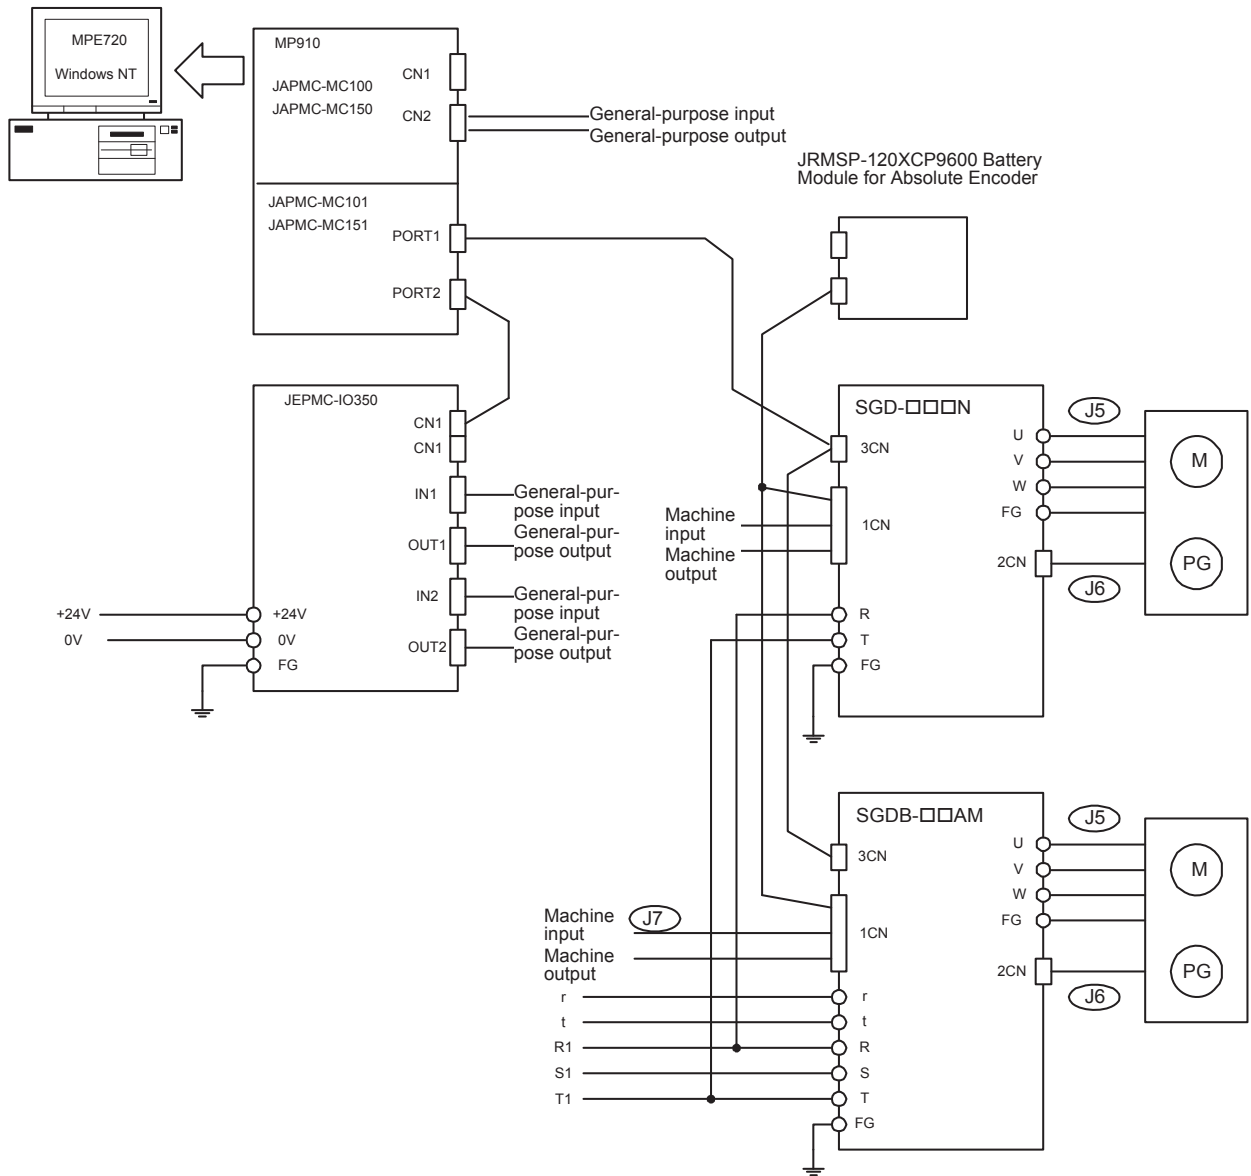 MPE720
Windows NT
MP910
JAPMC-MC100
JAPMC-MC150
CN1
CN2
General-purpose input
General-purpose output
JAPMC-MC101
JAPMC-MC151
PORT1
PORT2
JRMSP-120XCP9600 Battery
Module for Absolute Encoder
JEPMC-IO350
CN1
CN1
IN1
General-pur-
pose input
OUT1
General-pur-
pose output
IN2
General-pur-
pose input
OUT2
General-pur-
pose output
+24V
+24V
0V
0V
FG
SGD-□□□N
3CN
Machine
input
Machine
output
1CN
R
T
FG
U
V
W
FG
2CN
J5
J6
M
PG
SGDB-□□AM
3CN
Machine
input
J7
Machine
output
1CN
r
r
t
t
R1
R
S1
S
T1
T
FG
U
V
W
FG
2CN
J5
J6
M
PG